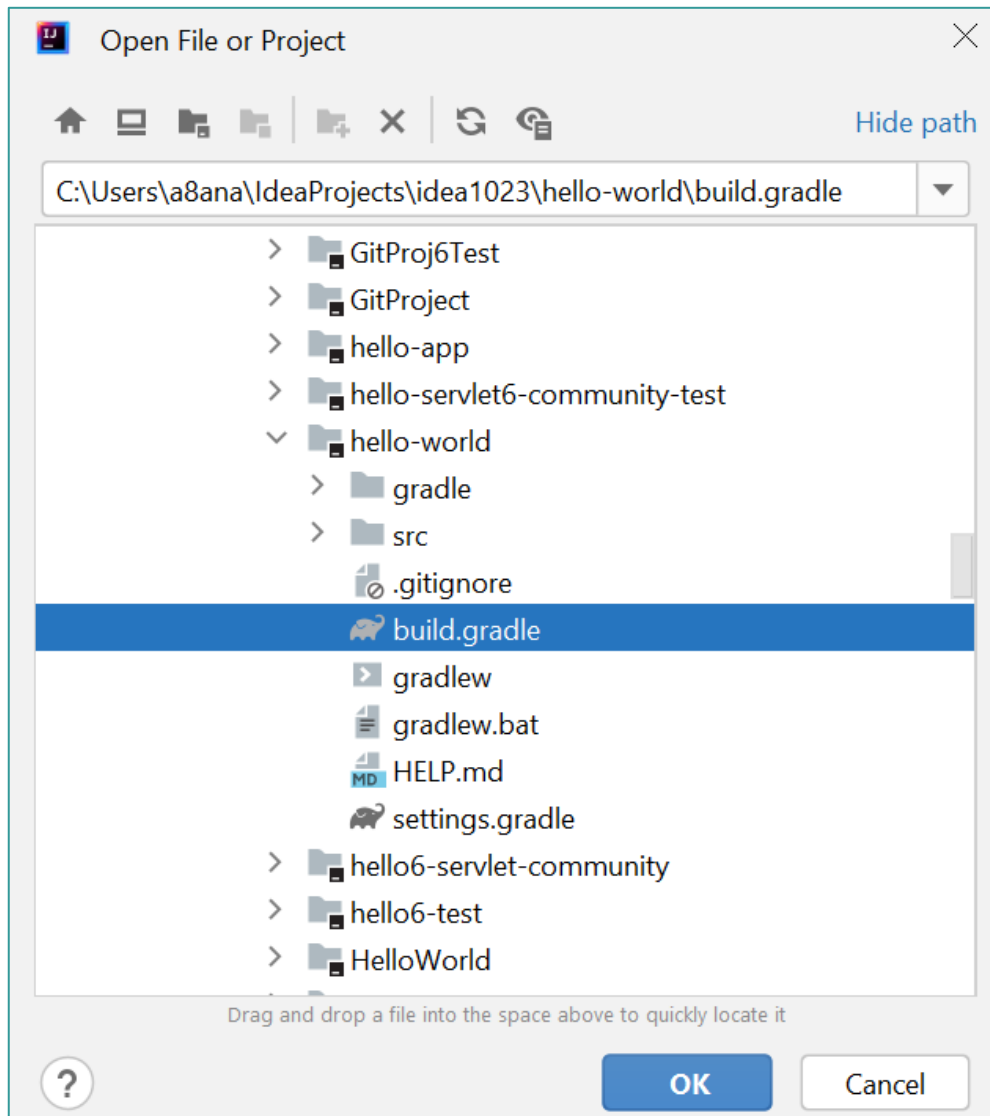 Open File or Project
Hide path
C:\Users\a8ana\IdeaProjects\idea1023\hello-world\build.gradle
GitProj6Test
GitProject
hello-app
hello-servlet6-community-test
hello-world
gradle
src
.gitignore
build.gradle
gradlew
gradlew.bat
MD HELP.md
settings.gradle
hello6-servlet-community
hello6-test
HelloWorld
Drag and drop a file into the space above to quickly locate it
? OK Cancel